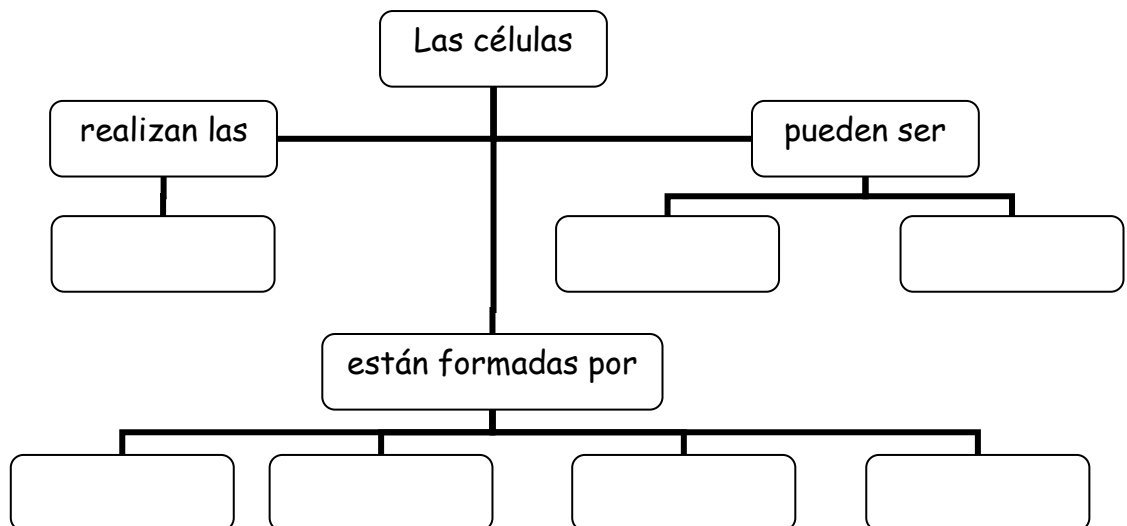 Las células
realizan las
pueden ser
están formadas por